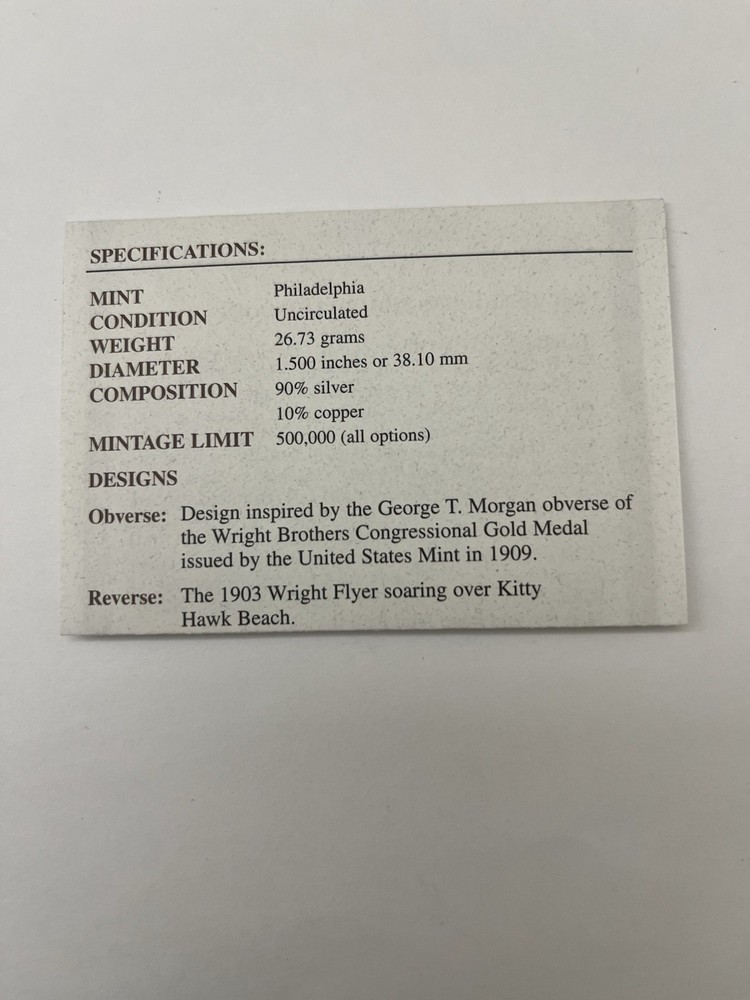 SPECIFICATIONS:
MINT Philadelphia
CONDITION Uncirculated
WEIGHT 26.73 grams
DIAMETER 1.500 inches or 38.10 mm
COMPOSITION 90% silver
10% copper
MINTAGE LIMIT 500,000 (all options)
DESIGNS
Obverse: Design inspired by the George T. Morgan obverse of
the Wright Brothers Congressional Gold Medal
issued by the United States Mint in 1909.
Reverse: The 1903 Wright Flyer soaring over Kitty
Hawk Beach.